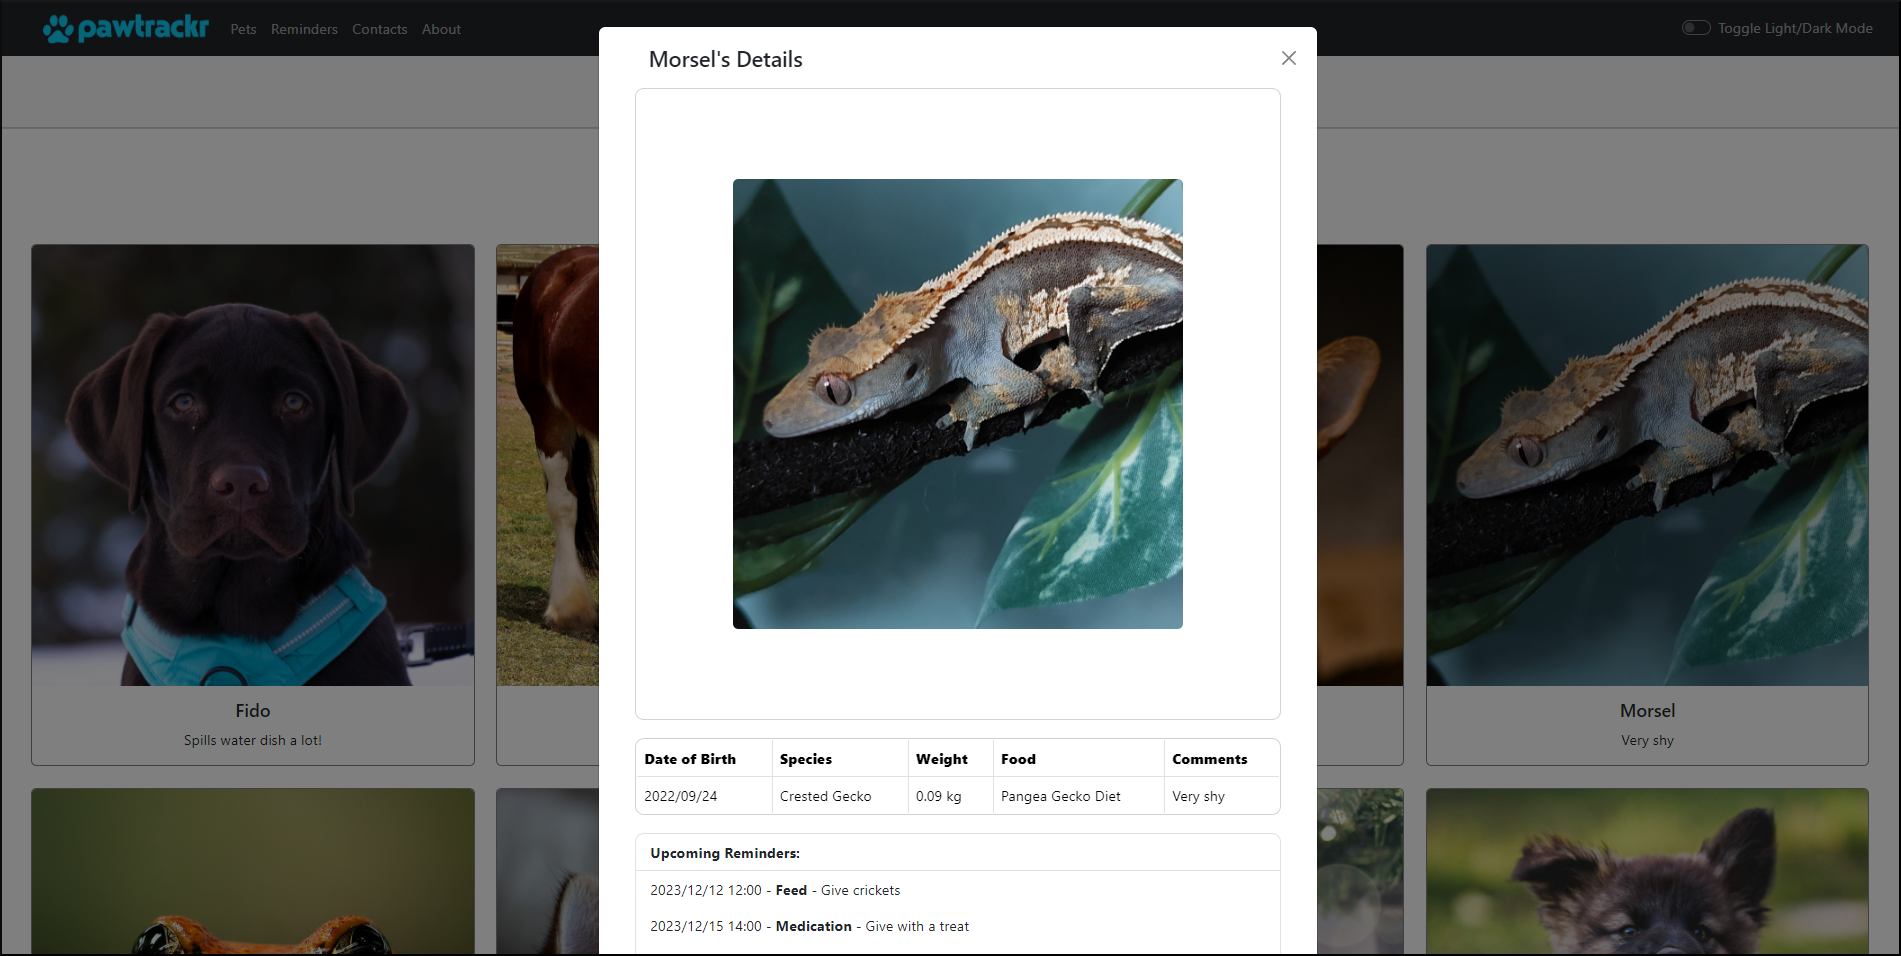 pawtrackr Pets Reminders Contacts About Toggle Light/Dark Mode
Morsel's Details
Fido
Spills water dish a lot!
Morsel
Very shy
Date of Birth Species Weight Food Comments
2022/09/24 Crested Gecko 0.09 kg Pangea Gecko Diet Very shy
Upcoming Reminders:
2023/12/12 12:00 - Feed - Give crickets
2023/12/15 14:00 - Medication - Give with a treat